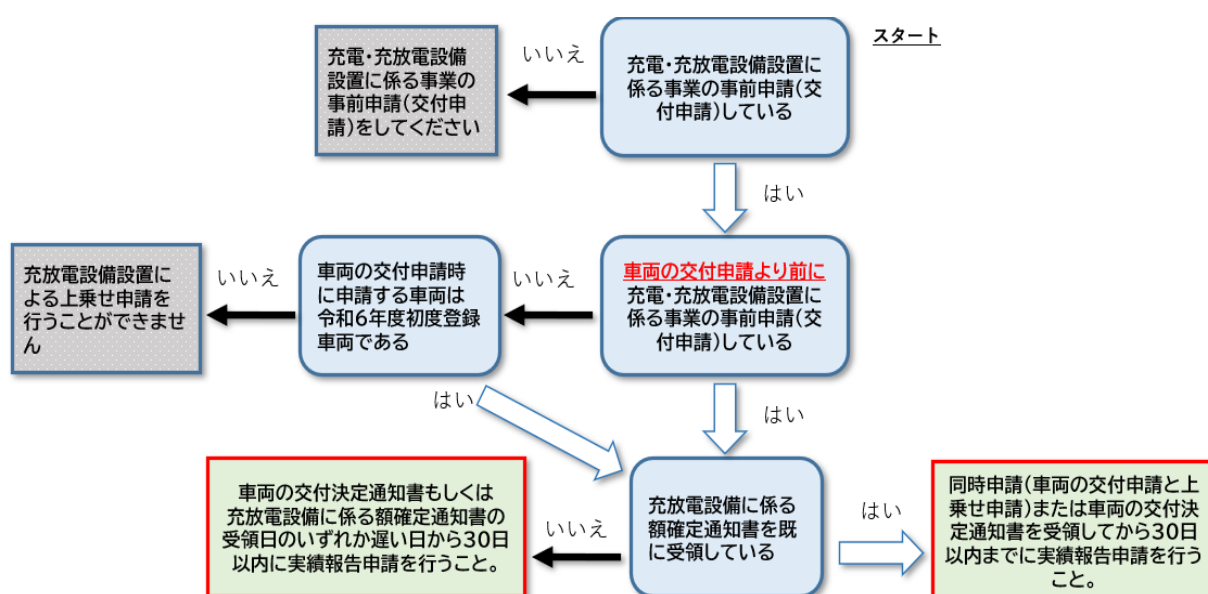 スタート
充電・充放電設備設置に
係る事業の事前申請(交
付申請)している
いいえ
充電・充放電設備
設置に係る事業の
事前申請(交付申
請)をしてください
はい
車両の交付申請より前に
充電・充放電設備設置に
係る事業の事前申請(交
付申請)している
いいえ
車両の交付申請時
に申請する車両は
令和6年度初度登録
車両である
いいえ
充放電設備設置に
よる上乗せ申請を
行うことができませ
ん
はい
はい
充放電設備に係る
額確定通知書を既
に受領している
いいえ
車両の交付決定通知書もしくは
充放電設備に係る額確定通知書の
受領日のいずれか遅い日から30日
以内に実績報告申請を行うこと。
はい
同時申請(車両の交付申請と上
乗せ申請)または車両の交付決
定通知書を受領してから30日
以内までに実績報告申請を行う
こと。